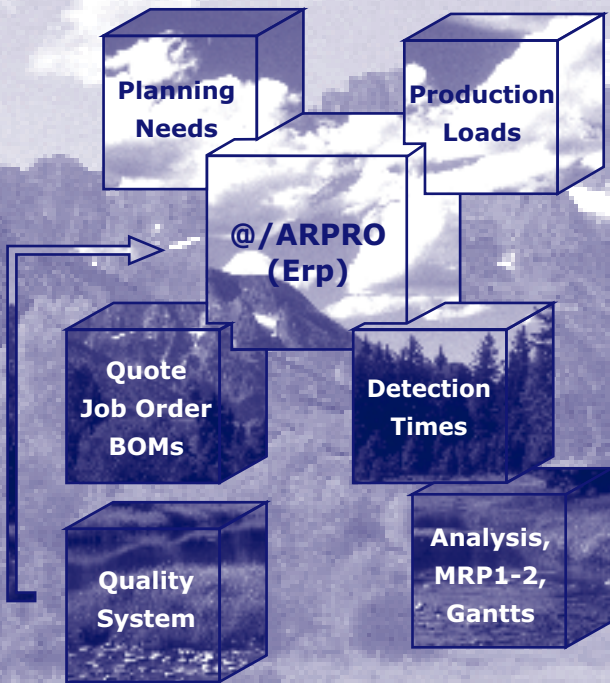 Planning
Needs
Production
Loads
@/ARPRO
(Erp)
Quote
Job Order
BOMs
Detection
Times
Quality
System
Analysis,
MRP1-2,
Gantts